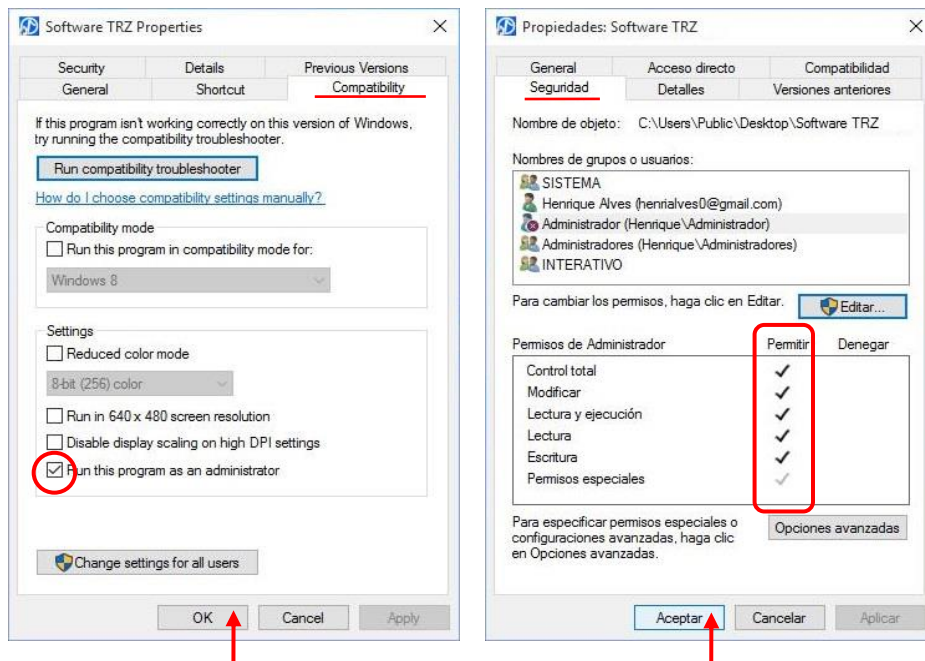 Software TRZ Properties
Security Details Previous Versions
General Shortcut Compatibility
If this program isn't working correctly on this version of Windows,
try running the compatibility troubleshooter.
Run compatibility troubleshooter
How do I choose compatibility settings manually?
Compatibility mode
Run this program in compatibility mode for:
Windows 8
Settings
Reduced color mode
8-bit (256) color
Run in 640 x 480 screen resolution
Disable display scaling on high DPI settings
Run this program as an administrator
Change settings for all users
OK Cancel Apply
Propiedades: Software TRZ
General Acceso directo Compatibilidad
Seguridad Detalles Versiones anteriores
Nombre de objeto: C:\Users\Public\Desktop\Software TRZ
Nombres de grupos o usuarios:
SISTEMA
Henrique Alves (henrialves0@gmail.com)
Administrador (Henrique\Administrador)
Administradores (Henrique\Administradores)
INTERATIVO
Para cambiar los permisos, haga clic en Editar. Editar...
Permisos de Administrador Permitir Denegar
Control total
Modificar
Lectura y ejecución
Lectura
Escritura
Permisos especiales
Para especificar permisos especiales o
configuraciones avanzadas, haga clic
en Opciones avanzadas.
Opciones avanzadas
Aceptar Cancelar Aplicar